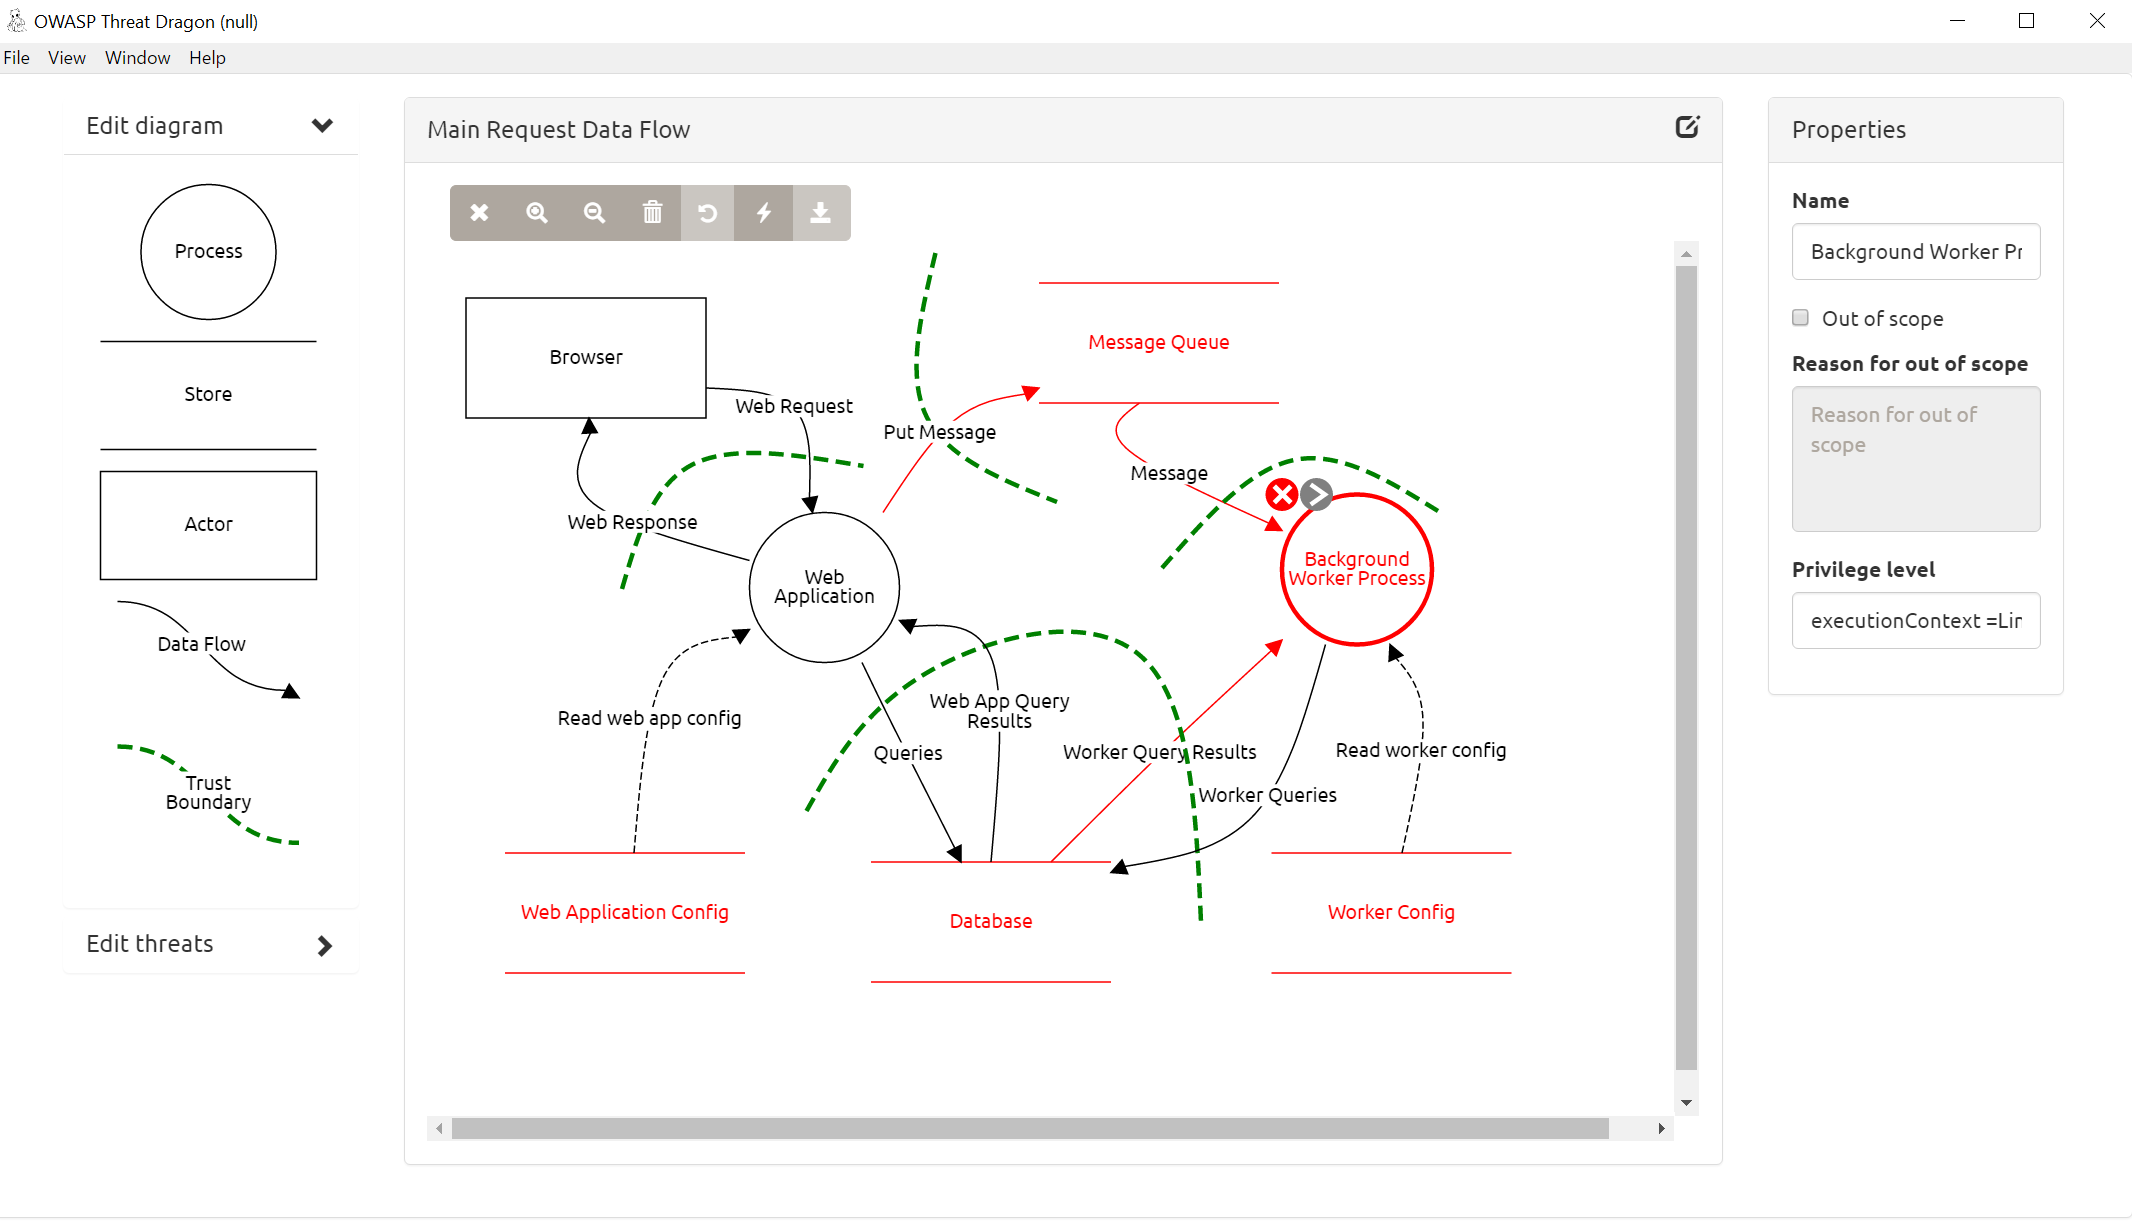 OWASP Threat Dragon (null)
File View Window Help
Edit diagram
Process
Store
Actor
Data Flow
Trust
Boundary
Edit threats
Main Request Data Flow
Message Queue
Browser
Web Request
Put Message
Message
Web Response
Background
Worker Process
Web
Application
Read web app config
Web App Query
Results
Queries
Worker Query Results
Read worker config
Worker Queries
Web Application Config
Database
Worker Config
Properties
Name
Background Worker Pr
Out of scope
Reason for out of scope
Reason for out of
scope
Privilege level
executionContext =Lir